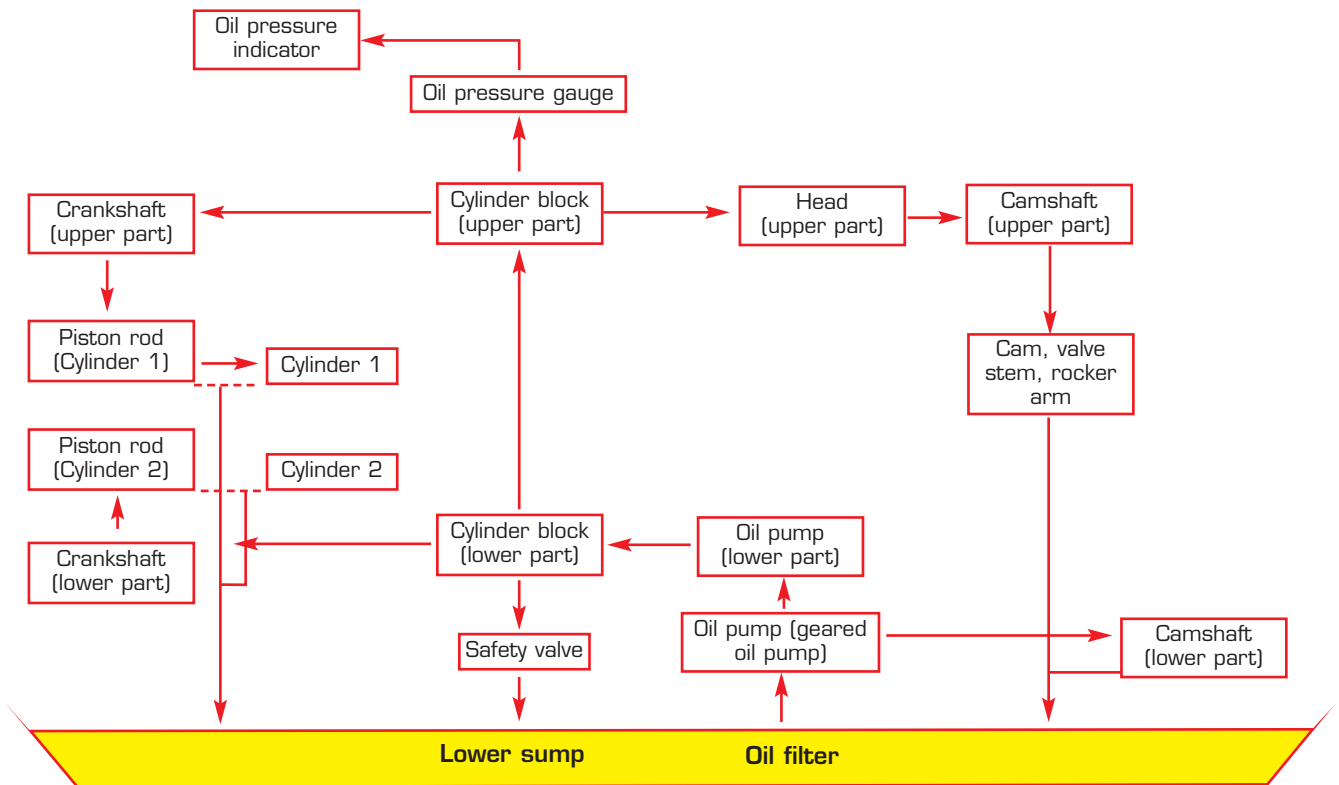 Oil pressure
indicator
Oil pressure gauge
Crankshaft
(upper part)
Cylinder block
(upper part)
Head
(upper part)
Camshaft
(upper part)
Piston rod
(Cylinder 1)
Cylinder 1
Cam, valve
stem, rocker
arm
Piston rod
(Cylinder 2)
Cylinder 2
Crankshaft
(lower part)
Cylinder block
(lower part)
Oil pump
(lower part)
Safety valve
Oil pump (geared
oil pump)
Camshaft
(lower part)
Lower sump
Oil filter